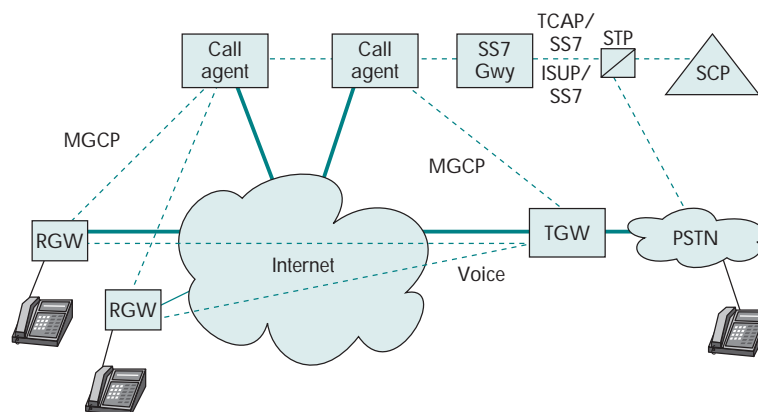 Call
agent
Call
agent
SS7
Gwy
TCAP/
SS7
ISUP/
SS7
STP
SCP
MGCP
MGCP
RGW
TGW
PSTN
Internet
Voice
RGW